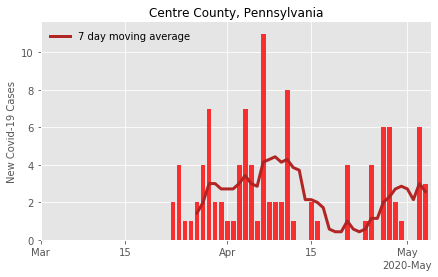 Centre County, Pennsylvania
7 day moving average
New Covid-19 Cases
10
8
6
4
2
0
Mar 15 Apr 15 May
2020-May